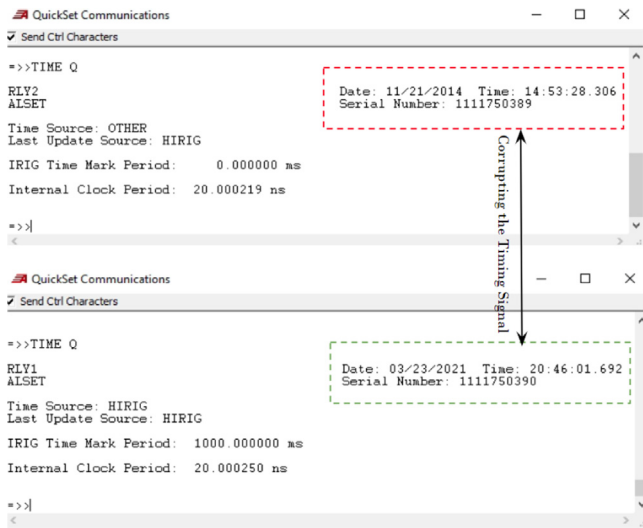 QuickSet Communications
Send Ctrl Characters
=>>TIME Q
RLY2 Date: 11/21/2014 Time: 14:53:28.306
ALSET Serial Number: 1111750389
Time Source: OTHER
Last Update Source: HIRIG
IRIG Time Mark Period: 0.000000 ms
Internal Clock Period: 20.000219 ns
=>>
Corrupting the Timing Signal
QuickSet Communications
Send Ctrl Characters
=>>TIME Q
RLY1 Date: 03/23/2021 Time: 20:46:01.692
ALSET Serial Number: 1111750390
Time Source: HIRIG
Last Update Source: HIRIG
IRIG Time Mark Period: 1000.000000 ms
Internal Clock Period: 20.000250 ns
=>>